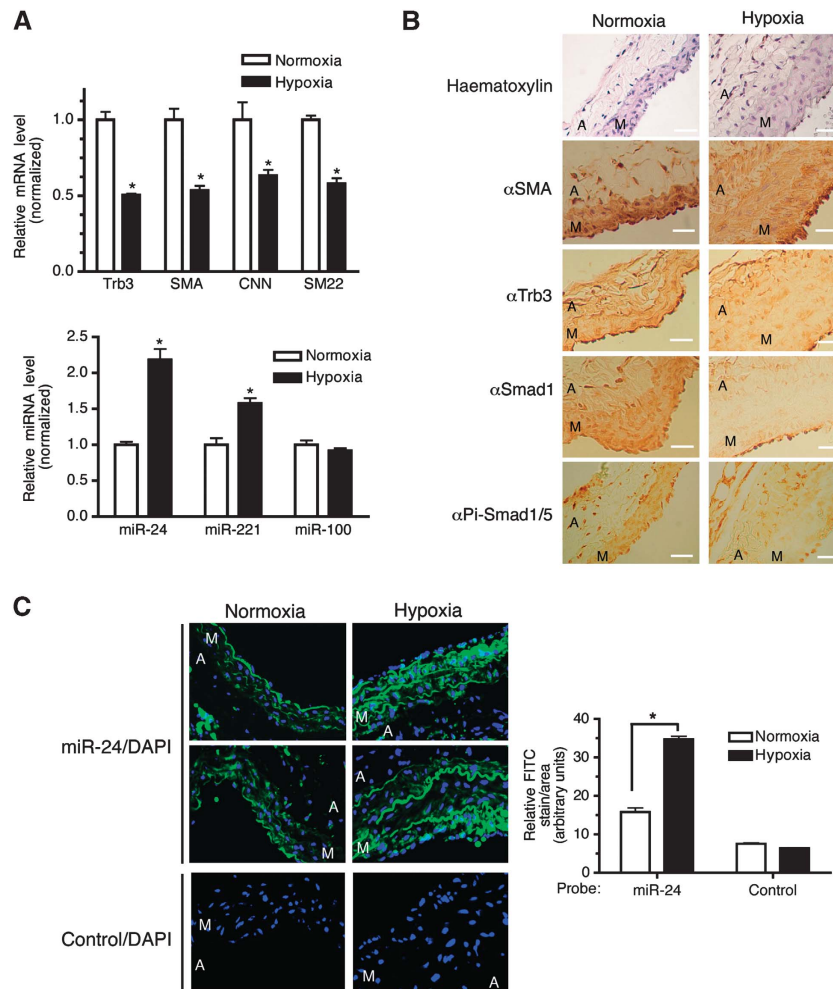 A
Normoxia
Hypoxia
Relative mRNA level
(normalized)
1.0
0.5
0.0
* * * *
Trb3 SMA CNN SM22
Relative miRNA level
(normalized)
2.5
2.0
1.5
1.0
0.5
0.0
* *
Normoxia
Hypoxia
miR-24 miR-221 miR-100
B
Normoxia Hypoxia
Haematoxylin
A M A M
αSMA
A M A M
αTrb3
A M A M
αSmad1
A M A M
αPi-Smad1/5
A M A M
C
Normoxia Hypoxia
miR-24/DAPI
M A M A
A M A M
Control/DAPI
M A M A
Relative FITC
stain/area
(arbitrary units)
40
35
30
20
10
0
*
Normoxia
Hypoxia
Probe: miR-24 Control